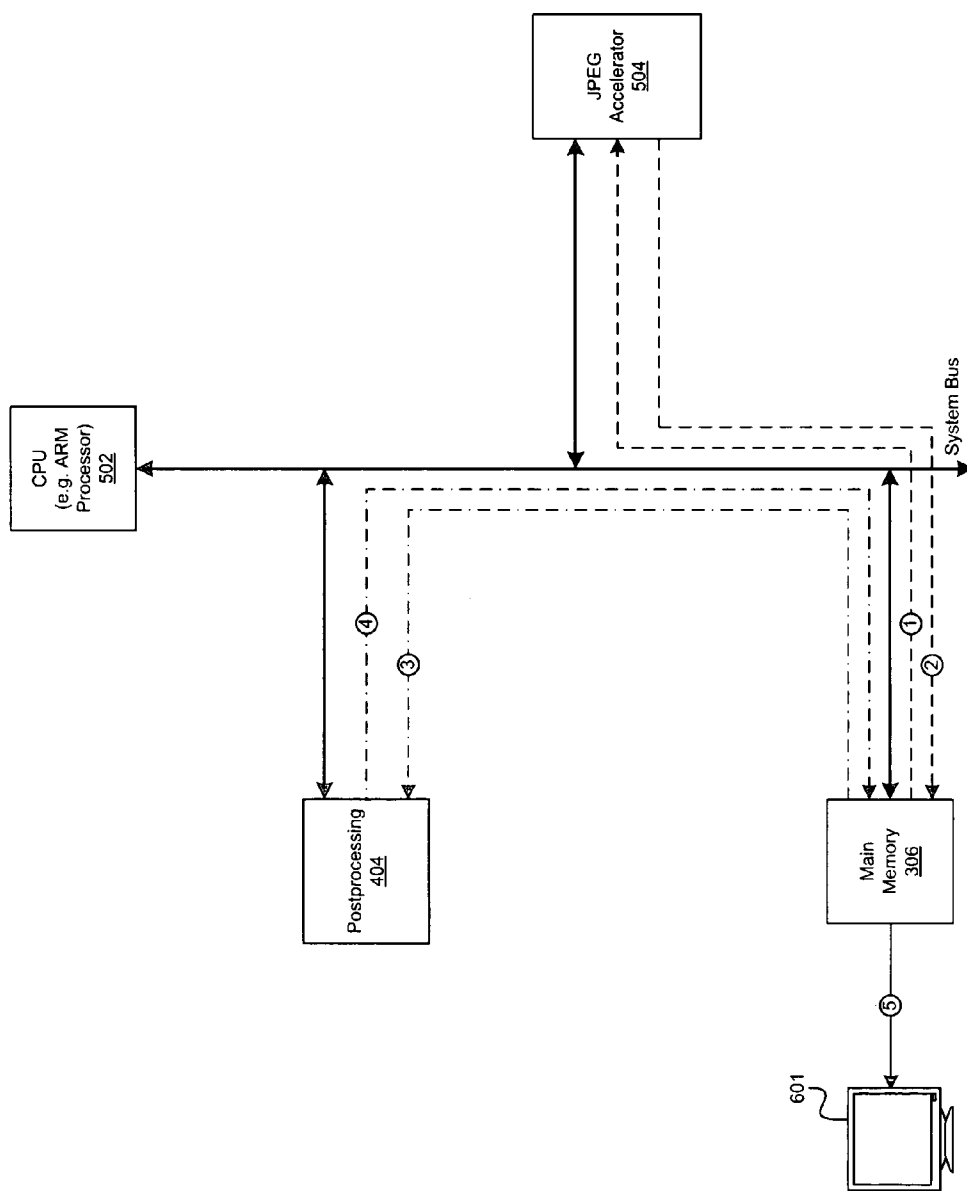 CPU
(e.g. ARM
Processor)
502
JPEG
Accelerator
504
Postprocessing
404
4
3
Main
Memory
306
1
2
5
601
System Bus